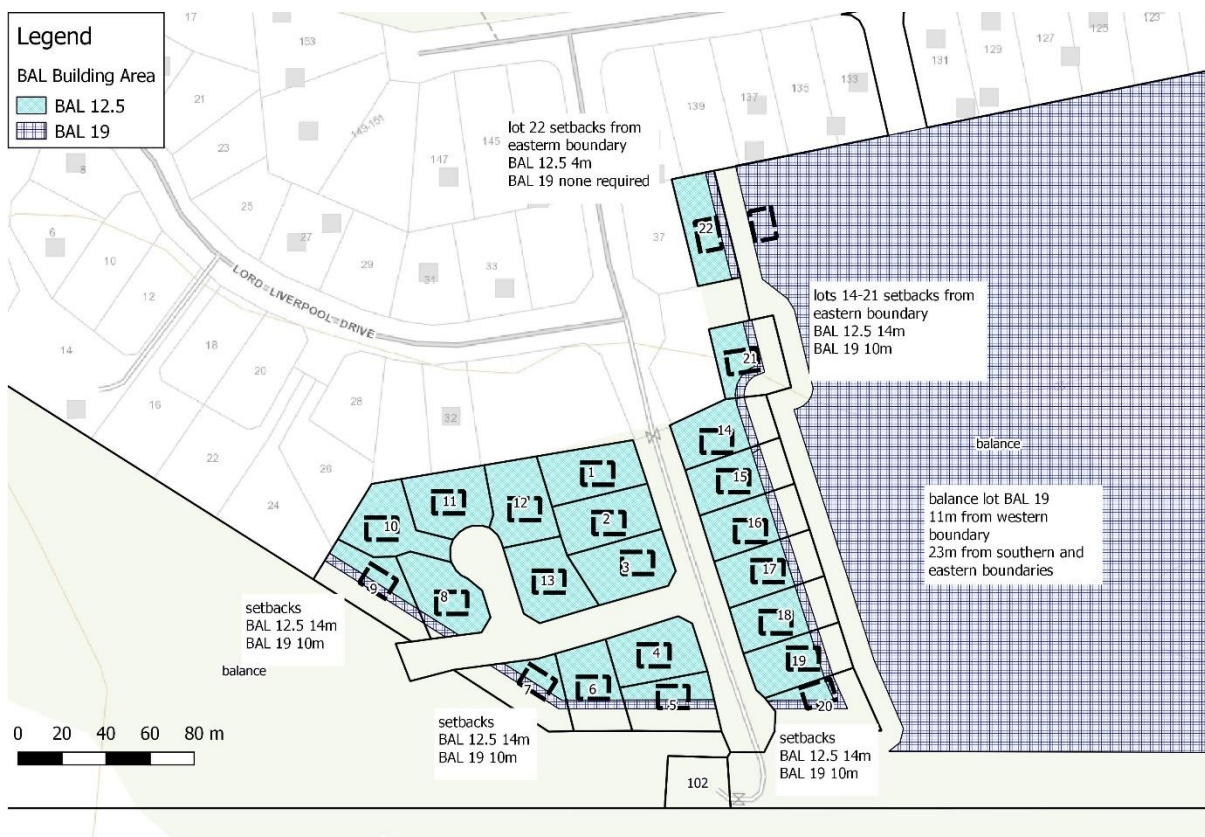 Legend
BAL Building Area
BAL 12.5
BAL 19
17
153
21
143-151
23
8
147
145
25
6
27
10
29
31
33
12
LORD LIVERPOOL DRIVE
14
18
20
16
28
32
22
26
24
139
137
135
133
131
129
127
125
123
37
lot 22 setbacks from
eastern boundary
BAL 12.5 4m
BAL 19 none required
22
lots 14-21 setbacks from
eastern boundary
BAL 12.5 14m
BAL 19 10m
21
14
15
16
17
18
19
20
1
2
3
4
5
6
7
8
9
10
11
12
13
balance
balance lot BAL 19
11m from western
boundary
23m from southern and
eastern boundaries
setbacks
BAL 12.5 14m
BAL 19 10m
balance
setbacks
BAL 12.5 14m
BAL 19 10m
setbacks
BAL 12.5 14m
BAL 19 10m
102
0 20 40 60 80 m